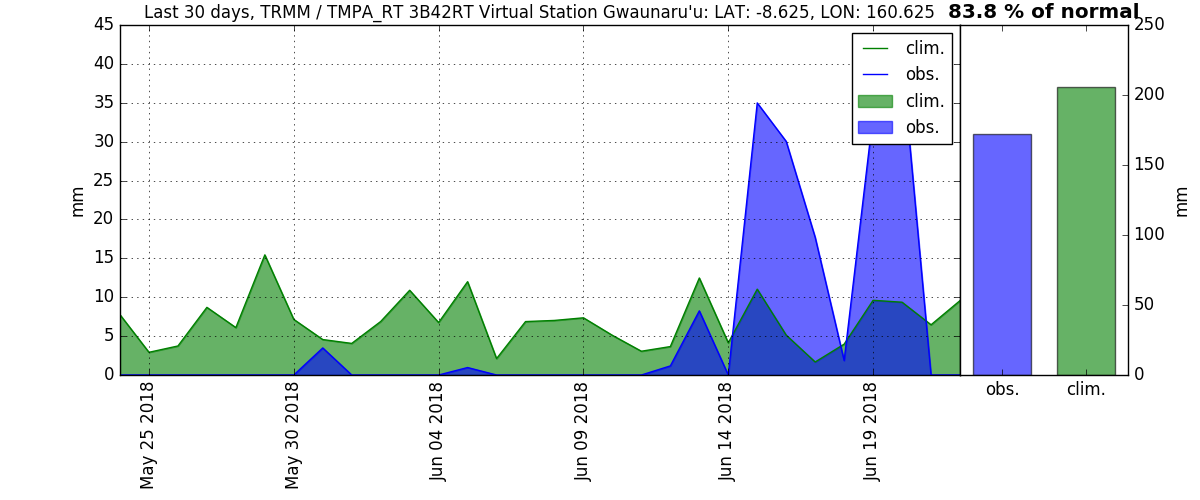 Last 30 days, TRMM / TMPA_RT 3B42RT Virtual Station Gwaunaru'u: LAT: -8.625, LON: 160.625 83.8 % of normal
45
40
35
30
25
20
15
10
5
0
mm
clim.
obs.
clim.
obs.
May 25 2018
May 30 2018
Jun 04 2018
Jun 09 2018
Jun 14 2018
Jun 19 2018
250
200
150
100
50
0
mm
obs. clim.